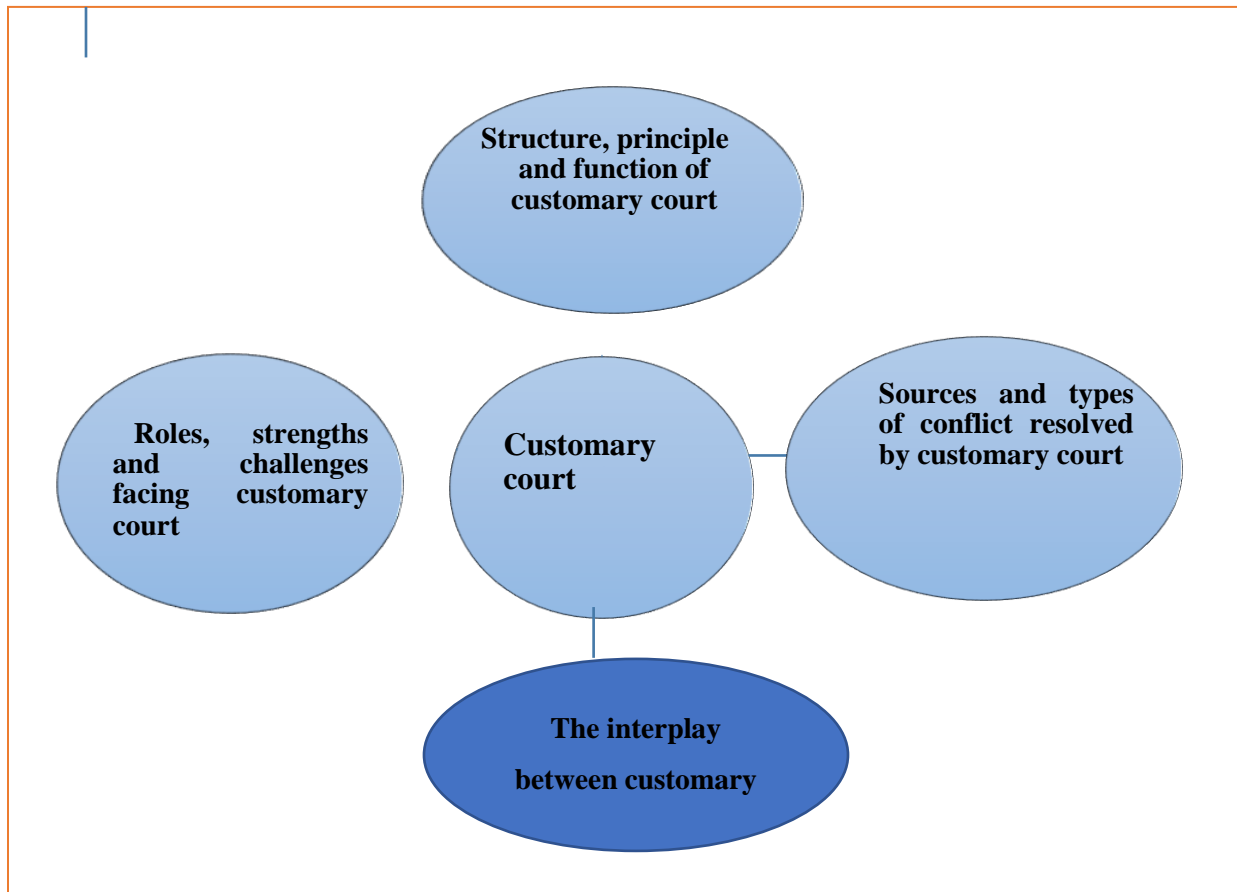 Structure, principle
and function of
customary court
Roles, strengths
and challenges
facing customary
court
Customary
court
Sources and types
of conflict resolved
by customary court
The interplay
between customary